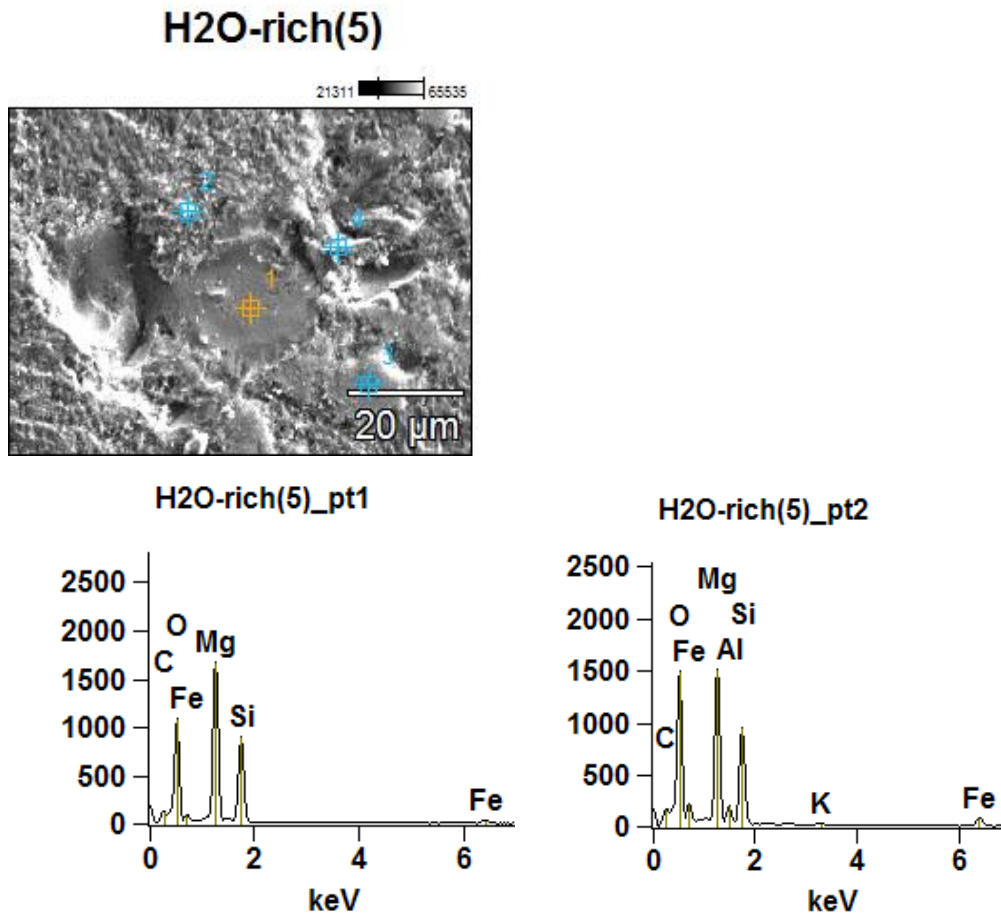 H2O-rich(5)
21311 65535
2
4
1
3
20 µm
H2O-rich(5)_pt1
H2O-rich(5)_pt2
2500
2000
1500
1000
500
0
C
O
Fe
Mg
Si
Fe
0 2 4 6
keV
2500
2000
1500
1000
500
0
C
O
Fe
Mg
Al
Si
K
Fe
0 2 4 6
keV